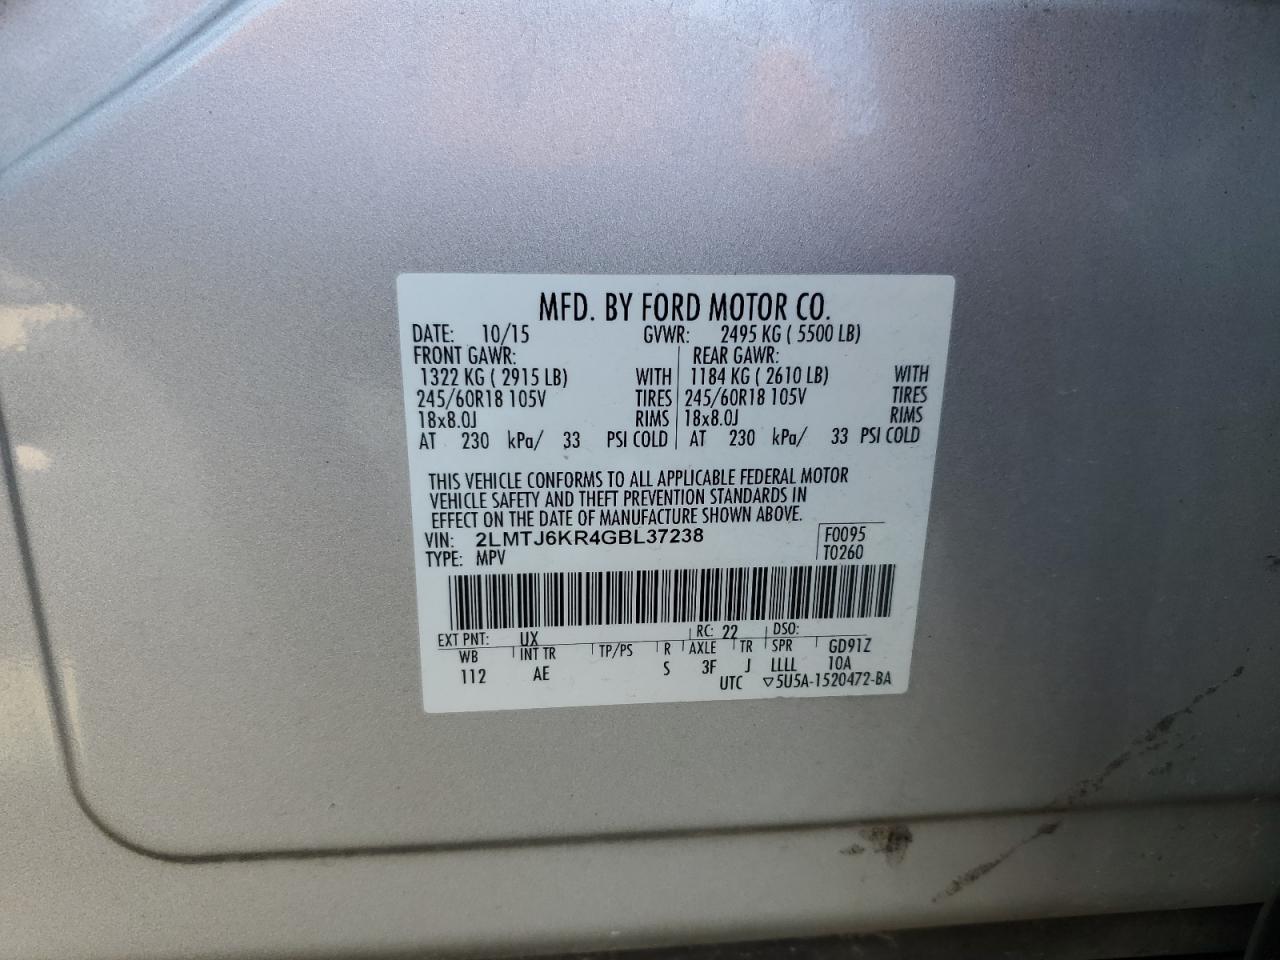 MFD. BY FORD MOTOR CO.
DATE: 10/15 GVWR: 2495 KG ( 5500 LB)
FRONT GAWR: REAR GAWR:
1322 KG ( 2915 LB) WITH 1184 KG ( 2610 LB) WITH
245/60R18 105V TIRES 245/60R18 105V TIRES
18x8.0J RIMS 18x8.0J RIMS
AT 230 kPa/ 33 PSI COLD AT 230 kPa/ 33 PSI COLD
THIS VEHICLE CONFORMS TO ALL APPLICABLE FEDERAL MOTOR
VEHICLE SAFETY AND THEFT PREVENTION STANDARDS IN
EFFECT ON THE DATE OF MANUFACTURE SHOWN ABOVE.
VIN: 2LMTJ6KR4GBL37238 F0095
TYPE: MPV T0260
EXT PNT: UX RC: 22 DSO:
WB INT TR TP/PS R AXLE TR SPR GD91Z
112 AE S 3F J LLLL 10A
UTC ▽5U5A-1520472-BA